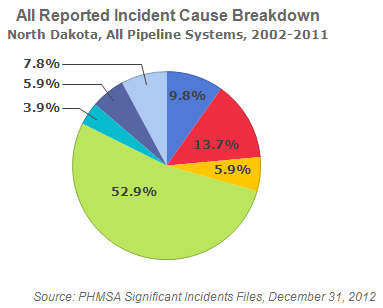 All Reported Incident Cause Breakdown
North Dakota, All Pipeline Systems, 2002-2011
7.8%
5.9%
3.9%
9.8%
13.7%
5.9%
52.9%
Source: PHMSA Significant Incidents Files, December 31, 2012